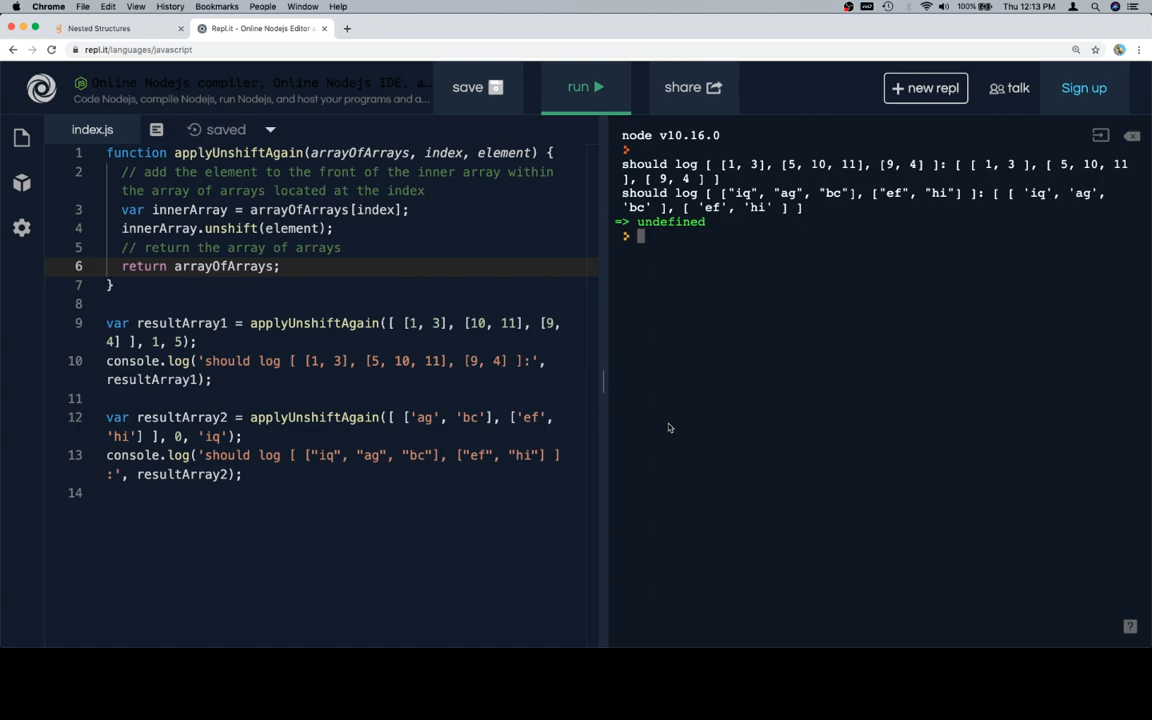 Chrome File Edit View History Bookmarks People Window Help 100% Thu 12:13 PM
Nested Structures × Repl.it - Online Nodejs Editor a × +
repl.it/languages/javascript
Online Nodejs compiler, Online Nodejs IDE, a…
Code Nodejs, compile Nodejs, run Nodejs, and host your programs and a…
save run share + new repl talk Sign up
index.js saved
1 function applyUnshiftAgain(arrayOfArrays, index, element) {
2 // add the element to the front of the inner array within
the array of arrays located at the index
3 var innerArray = arrayOfArrays[index];
4 innerArray.unshift(element);
5 // return the array of arrays
6 return arrayOfArrays;
7 }
8
9 var resultArray1 = applyUnshiftAgain([ [1, 3], [10, 11], [9,
4] ], 1, 5);
10 console.log('should log [ [1, 3], [5, 10, 11], [9, 4] ]:',
resultArray1);
11
12 var resultArray2 = applyUnshiftAgain([ ['ag', 'bc'], ['ef',
'hi'] ], 0, 'iq');
13 console.log('should log [ ["iq", "ag", "bc"], ["ef", "hi"] ]
:', resultArray2);
14
node v10.16.0
should log [ [1, 3], [5, 10, 11], [9, 4] ]: [ [ 1, 3 ], [ 5, 10, 11
], [ 9, 4 ] ]
should log [ ["iq", "ag", "bc"], ["ef", "hi"] ]: [ [ 'iq', 'ag',
'bc' ], [ 'ef', 'hi' ] ]
=> undefined
>
?